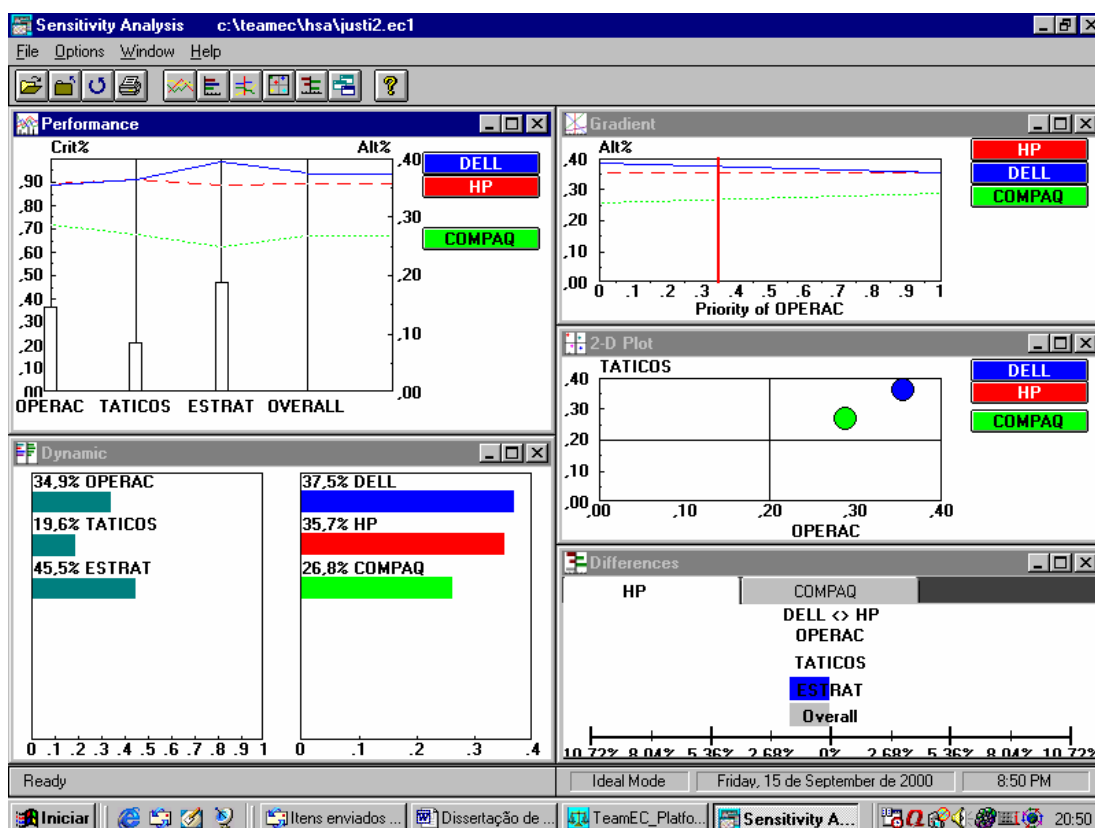 Sensitivity Analysis c:\teamec\hsa\justi2.ec1
File Options Window Help
Performance
Crit% Alt%
,90
,80
,70
,60
,50
,40
,30
,20
,10
,00
,40
,30
,20
,10
,00
DELL
HP
COMPAQ
OPERAC TATICOS ESTRAT OVERALL
Gradient
Alt%
,40
,30
,20
,10
,00
0 .1 .2 .3 .4 .5 .6 .7 .8 .9 1
Priority of OPERAC
HP
DELL
COMPAQ
2-D Plot
TATICOS
,40
,30
,20
,10
,00
,00 ,10 ,20 ,30 ,40
OPERAC
DELL
HP
COMPAQ
Dynamic
34,9% OPERAC
19,6% TATICOS
45,5% ESTRAT
0 .1 .2 .3 .4 .5 .6 .7 .8 .9 1
37,5% DELL
35,7% HP
26,8% COMPAQ
0 .1 .2 .3 .4
Differences
HP COMPAQ
DELL <> HP
OPERAC
TATICOS
ESTRAT
Overall
10.72% 8.04% 5.36% 2.68% 0% 2.68% 5.36% 8.04% 10.72%
Ready Ideal Mode Friday, 15 de September de 2000 8:50 PM
Iniciar Itens enviados ... Dissertação de ... TeamEC_Platfo... Sensitivity A... 20:50